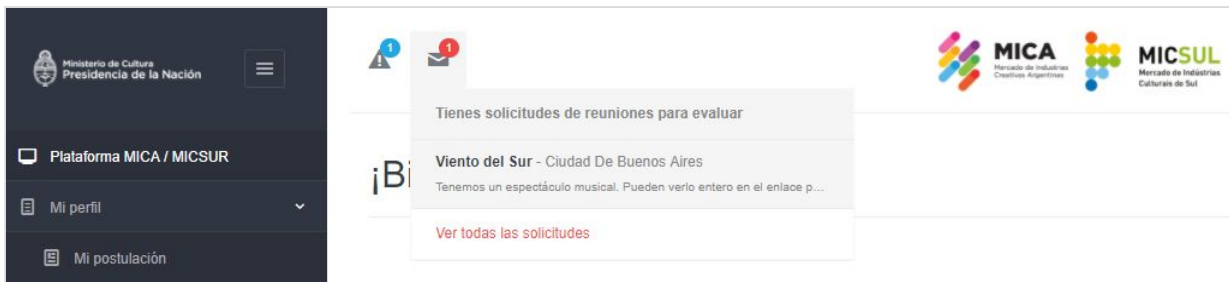 Ministerio de Cultura
Presidencia de la Nación
1
1
MICA
Mercado de Industrias
Creativas Argentinas
MICSUL
Mercado de Indústrias
Culturais do Sul
Tienes solicitudes de reuniones para evaluar
Plataforma MICA / MICSUR
¡Bi
Viento del Sur - Ciudad De Buenos Aires
Tenemos un espectáculo musical. Pueden verlo entero en el enlace p...
Mi perfil
Ver todas las solicitudes
Mi postulación